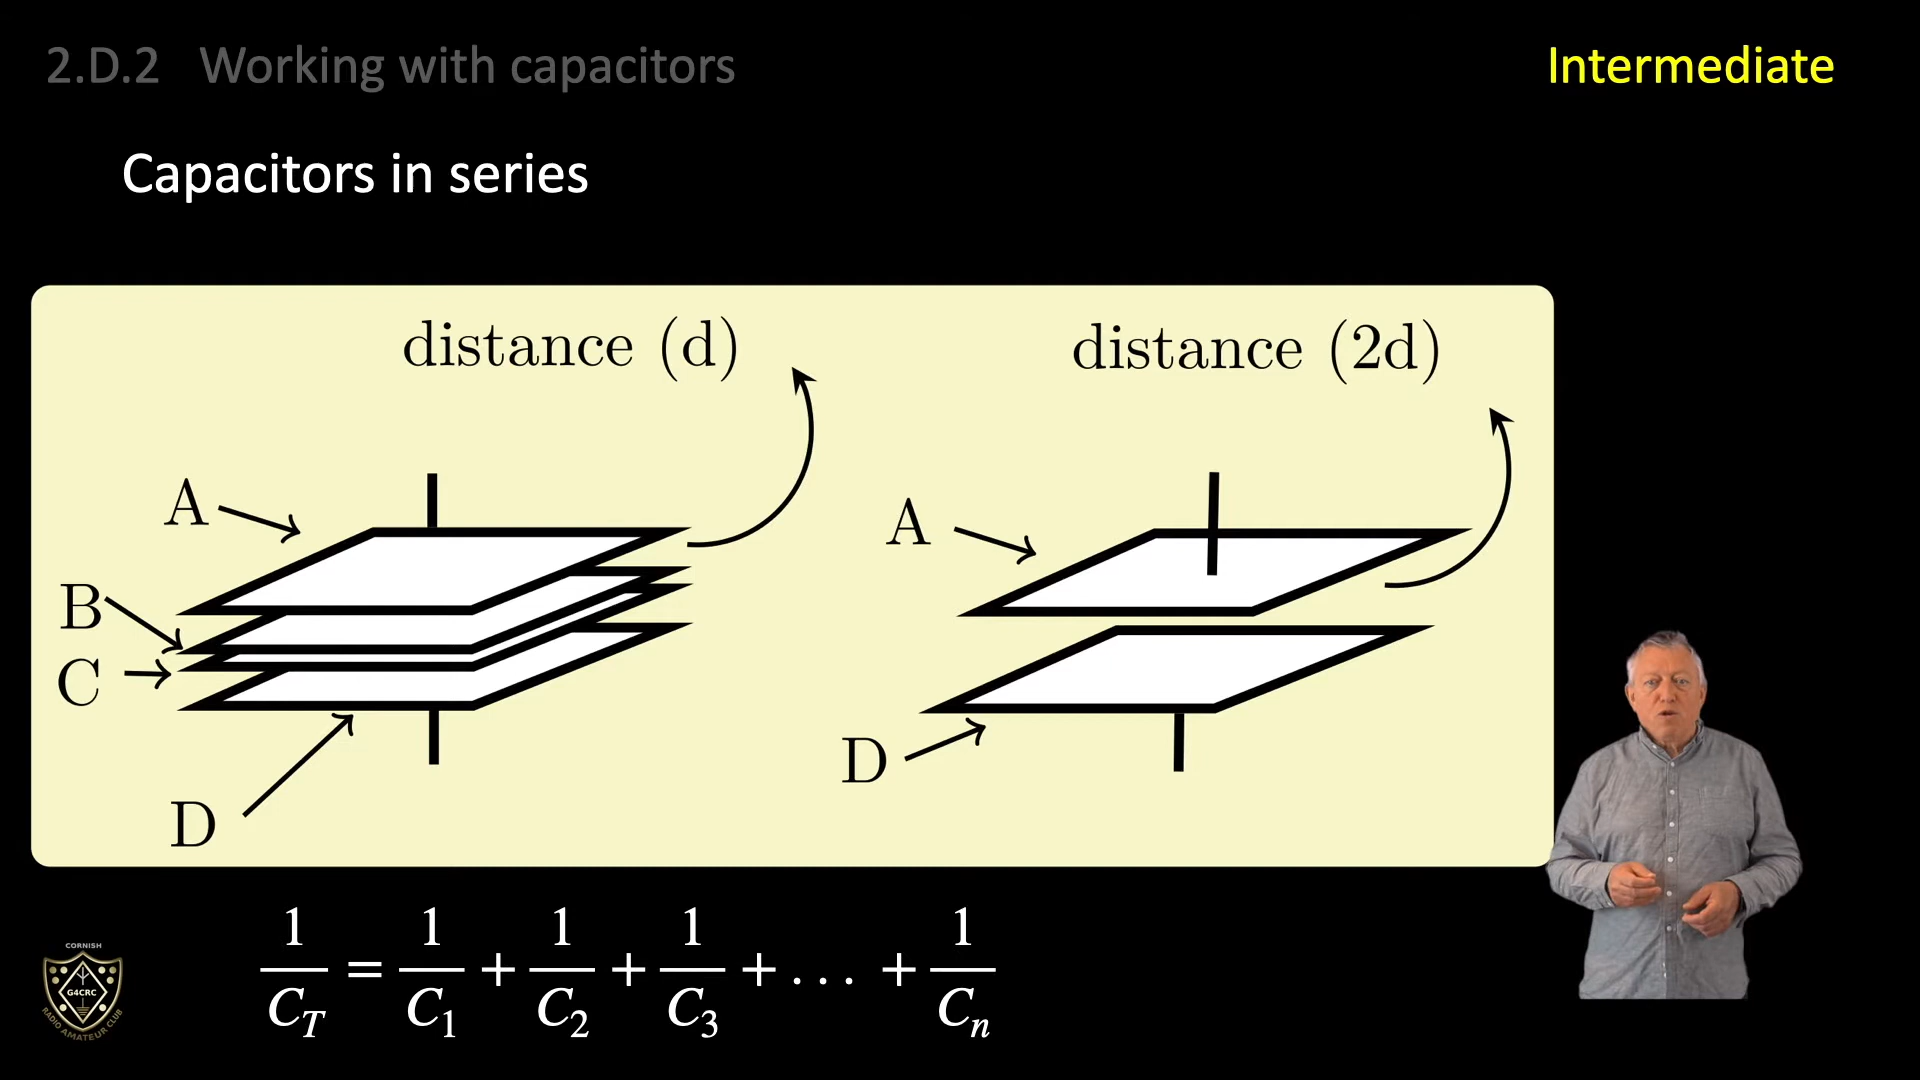 2.D.2 Working with capacitors
Intermediate
Capacitors in series
distance (d)
distance (2d)
A
B
C
D
A
D
1/C_T = 1/C_1 + 1/C_2 + 1/C_3 + . . . + 1/C_n
CORNISH
G4CRC
RADIO AMATEUR CLUB